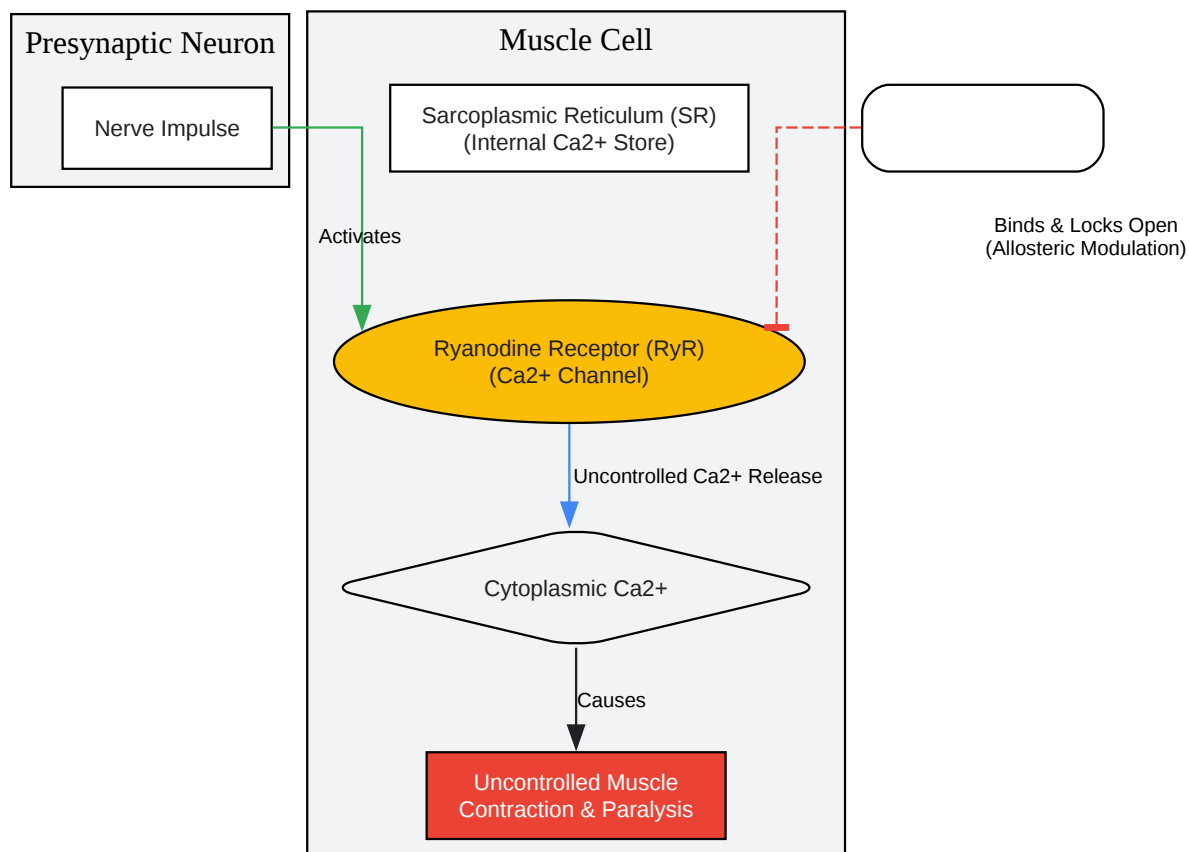 Presynaptic Neuron
Nerve Impulse
Muscle Cell
Sarcoplasmic Reticulum (SR)
(Internal Ca2+ Store)
Activates
Binds & Locks Open
(Allosteric Modulation)
Ryanodine Receptor (RyR)
(Ca2+ Channel)
Uncontrolled Ca2+ Release
Cytoplasmic Ca2+
Causes
Uncontrolled Muscle
Contraction & Paralysis